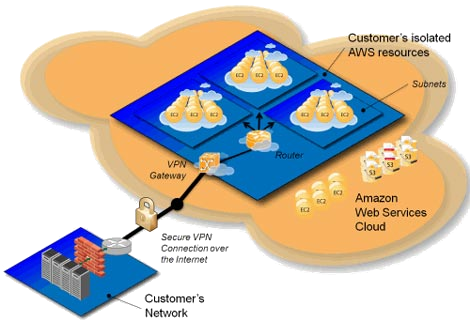 Customer's isolated
AWS resources
EC2 EC2 EC2
Subnets
EC2 EC2 EC2
EC2 EC2 EC2
Router
VPN
Gateway
S3 S3 S3
EC2 EC2 EC2
Amazon
Web Services
Cloud
Secure VPN
Connection over
the Internet
Customer's
Network